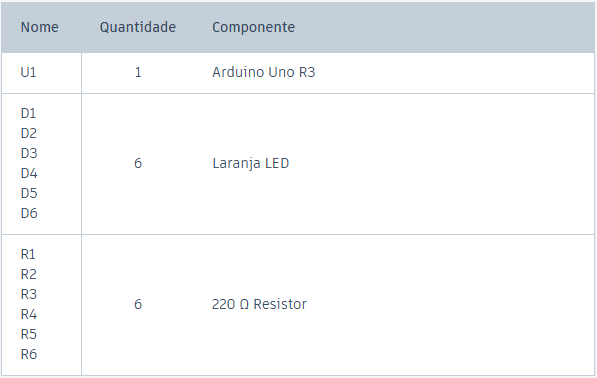 Nome Quantidade Componente
U1 1 Arduino Uno R3
D1
D2
D3
D4
D5
D6
6 Laranja LED
R1
R2
R3
R4
R5
R6
6 220 Ω Resistor